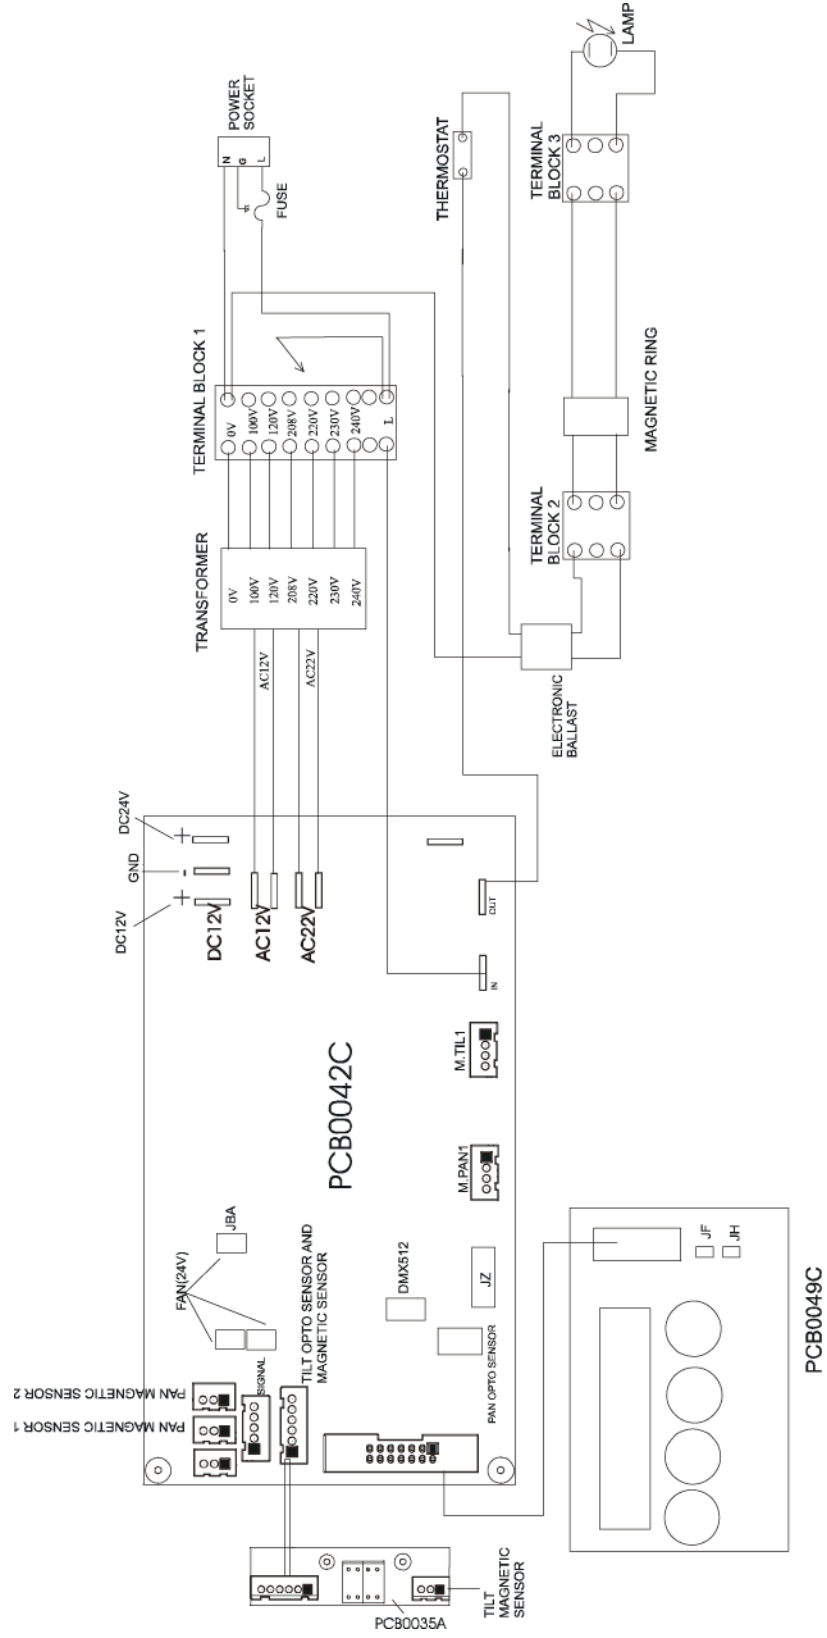 LAMP
POWER
SOCKET
N
G
L
FUSE
THERMOSTAT
TERMINAL
BLOCK 3
TERMINAL BLOCK 1
0V
100V
120V
208V
220V
230V
240V
L
MAGNETIC RING
TERMINAL
BLOCK 2
TRANSFORMER
0V
100V
120V
208V
220V
230V
240V
AC12V
AC22V
ELECTRONIC
BALLAST
DC24V
GND
DC12V
+
-
+
DC12V
AC12V
AC22V
OUT
IN
M.TIL1
PCB0042C
M.PAN1
JBA
FAN(24V)
TILT OPTO SENSOR AND
MAGNETIC SENSOR
DMX512
JZ
PAN OPTO SENSOR
SIGNAL
PAN MAGNETIC SENSOR 2
PAN MAGNETIC SENSOR 1
JF
JH
PCB0049C
TILT
MAGNETIC
SENSOR
PCB0035A